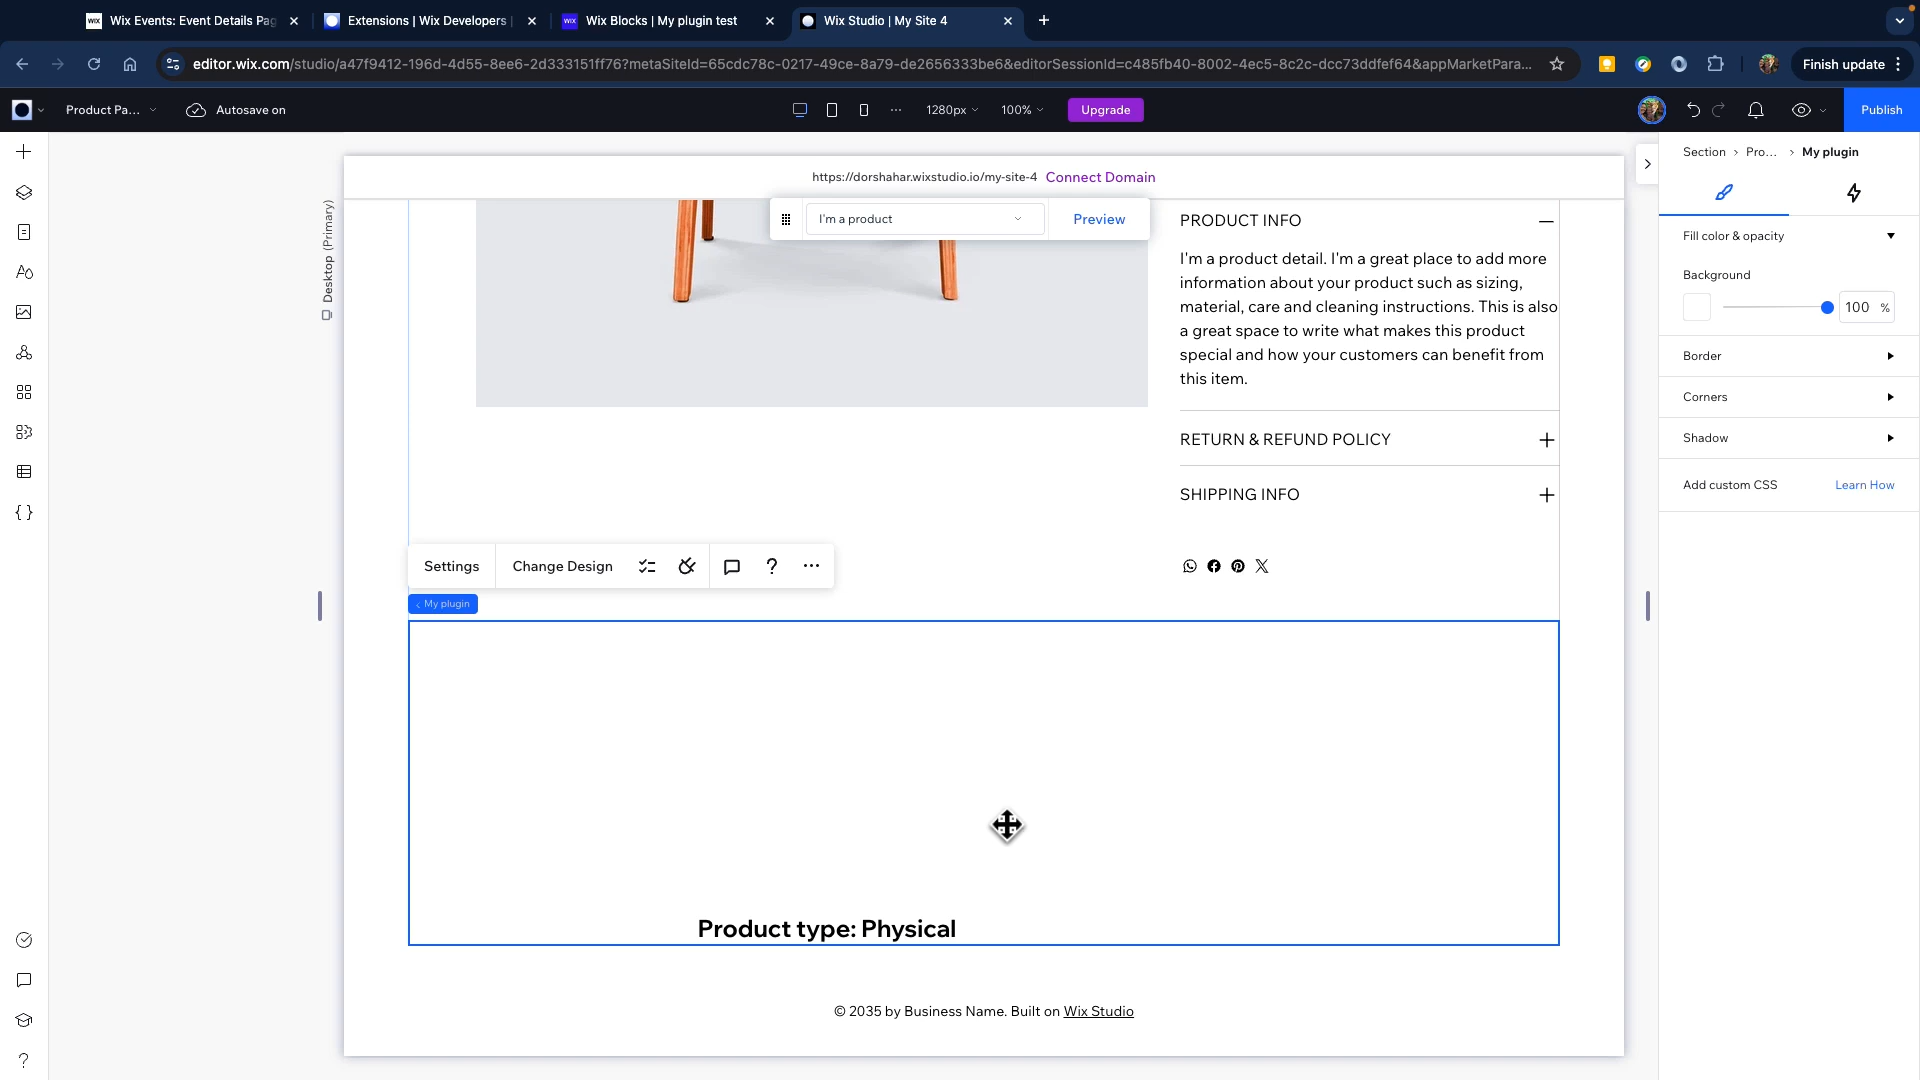 Wix Events: Event Details Pag
Extensions | Wix Developers
Wix Blocks | My plugin test
Wix Studio | My Site 4
editor.wix.com/studio/a47f9412-196d-4d55-8ee6-2d333151ff76?metaSiteId=65cdc78c-0217-49ce-8a79-de2656333be6&editorSessionId=c485fb40-8002-4ec5-8c2c-dcc73ddfef64&appMarketPara...
Finish update
Product Pa...
Autosave on
1280px
100%
Upgrade
Publish
Section > Pro... > My plugin
Desktop (Primary)
https://dorshahar.wixstudio.io/my-site-4 Connect Domain
I'm a product
Preview
PRODUCT INFO
I'm a product detail. I'm a great place to add more
information about your product such as sizing,
material, care and cleaning instructions. This is also
a great space to write what makes this product
special and how your customers can benefit from
this item.
RETURN & REFUND POLICY
SHIPPING INFO
Settings
Change Design
?
My plugin
Product type: Physical
© 2035 by Business Name. Built on Wix Studio
Fill color & opacity
Background
100 %
Border
Corners
Shadow
Add custom CSS
Learn How